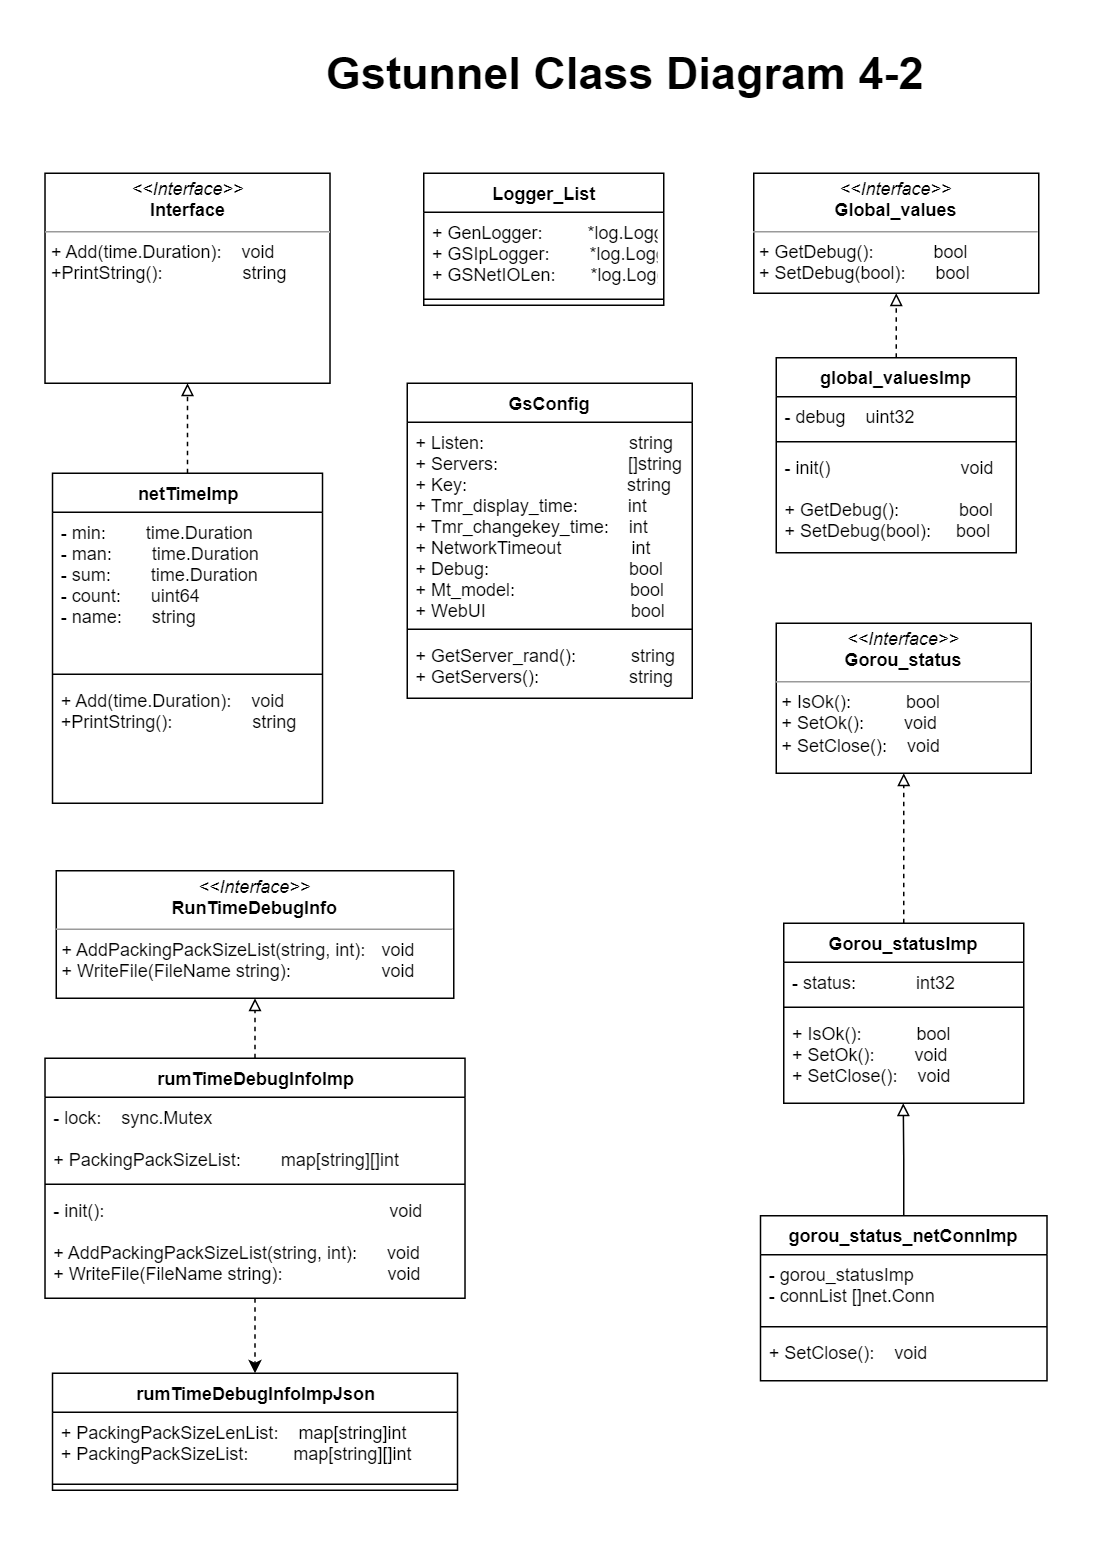 Gstunnel Class Diagram 4-2
<<Interface>>
Interface
+ Add(time.Duration): void
+PrintString(): string
Logger_List
+ GenLogger: *log.Logg
+ GSIpLogger: *log.Log
+ GSNetIOLen: *log.Log
<<Interface>>
Global_values
+ GetDebug(): bool
+ SetDebug(bool): bool
global_valuesImp
- debug uint32
- init() void
+ GetDebug(): bool
+ SetDebug(bool): bool
GsConfig
+ Listen: string
+ Servers: []string
+ Key: string
+ Tmr_display_time: int
+ Tmr_changekey_time: int
+ NetworkTimeout int
+ Debug: bool
+ Mt_model: bool
+ WebUI bool
+ GetServer_rand(): string
+ GetServers(): string
netTimeImp
- min: time.Duration
- man: time.Duration
- sum: time.Duration
- count: uint64
- name: string
+ Add(time.Duration): void
+PrintString(): string
<<Interface>>
Gorou_status
+ IsOk(): bool
+ SetOk(): void
+ SetClose(): void
<<Interface>>
RunTimeDebugInfo
+ AddPackingPackSizeList(string, int): void
+ WriteFile(FileName string): void
Gorou_statusImp
- status: int32
+ IsOk(): bool
+ SetOk(): void
+ SetClose(): void
rumTimeDebugInfoImp
- lock: sync.Mutex
+ PackingPackSizeList: map[string][]int
- init(): void
+ AddPackingPackSizeList(string, int): void
+ WriteFile(FileName string): void
gorou_status_netConnImp
- gorou_statusImp
- connList []net.Conn
+ SetClose(): void
rumTimeDebugInfoImpJson
+ PackingPackSizeLenList: map[string]int
+ PackingPackSizeList: map[string][]int